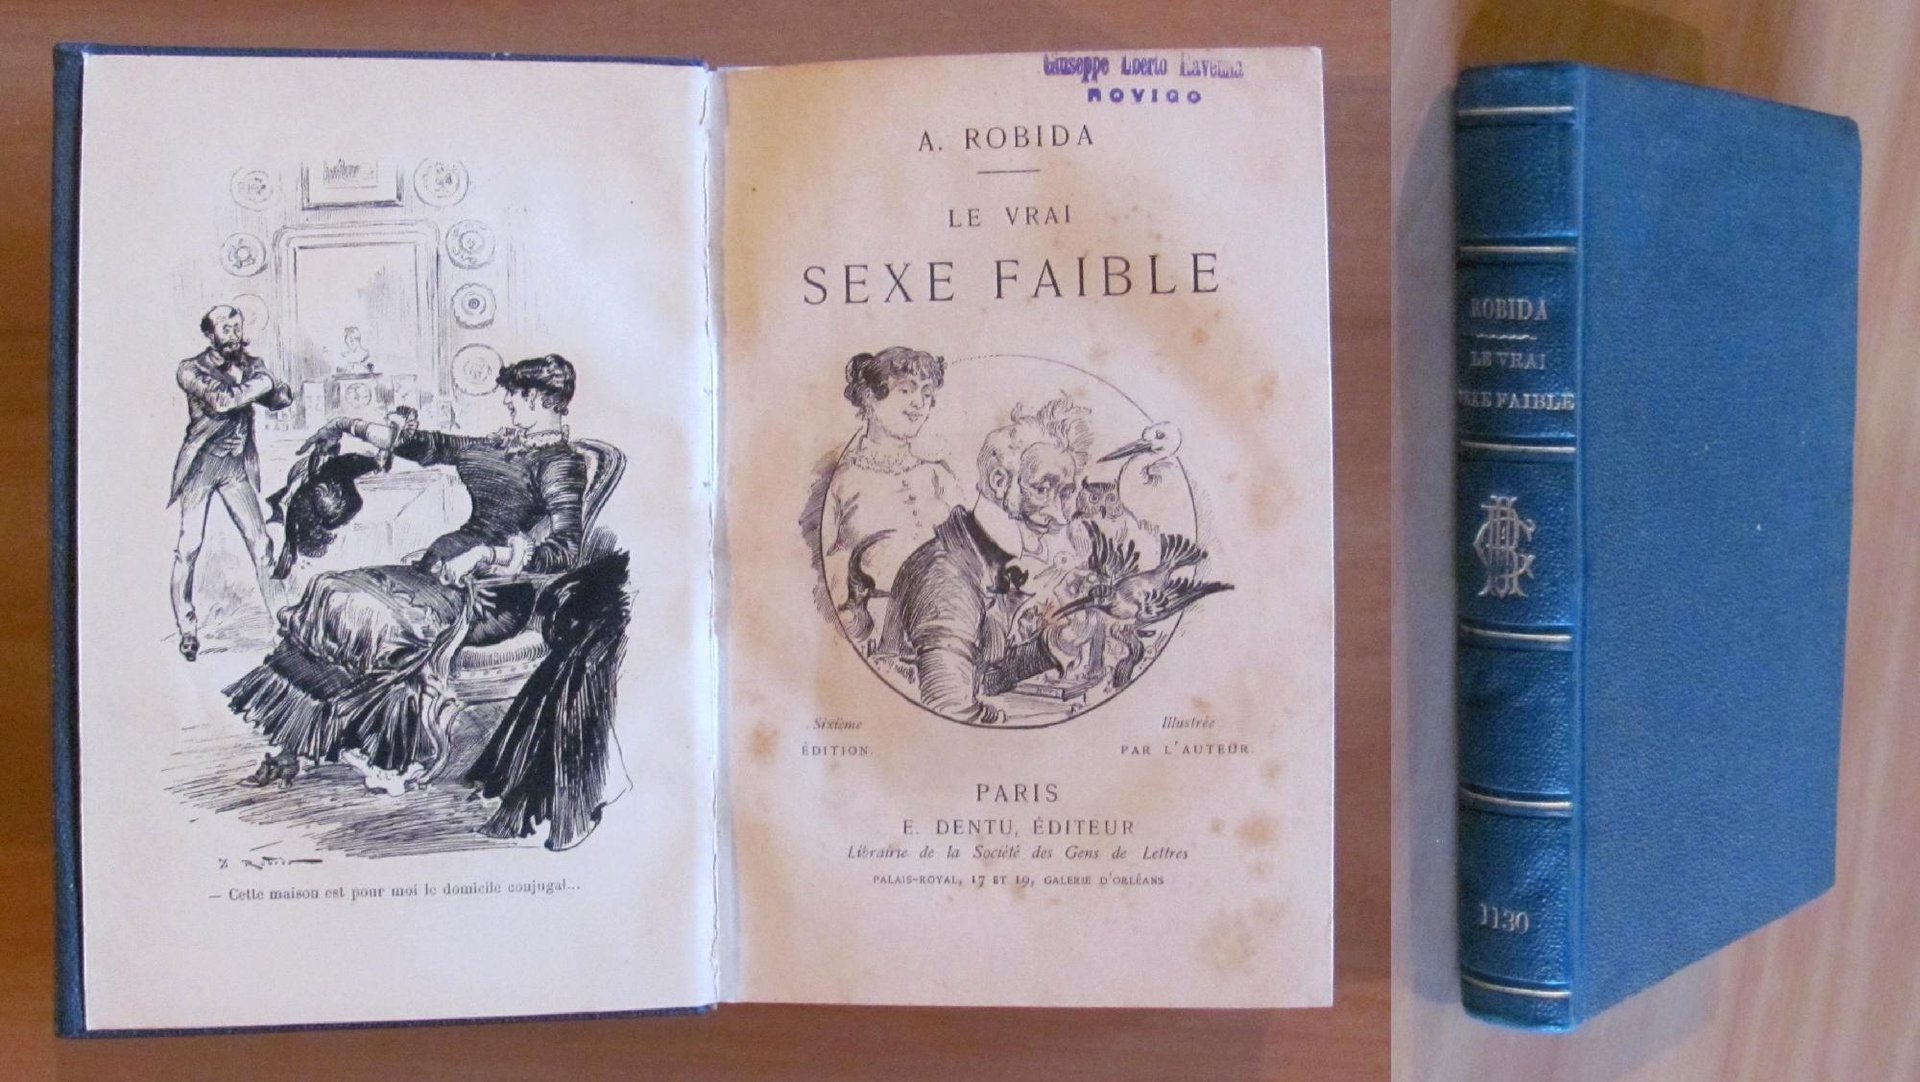 — Cette maison est pour moi le domicile conjugal...
Giuseppe
ROVIGO
A. ROBIDA
LE VRAI
SEXE FAIBLE
Sixième
ÉDITION.
Illustrée
PAR L'AUTEUR.
PARIS
E. DENTU, ÉDITEUR
Librairie de la Société des Gens de Lettres
PALAIS-ROYAL, 17 ET 19, GALERIE D'ORLÉANS
ROBIDA
LE VRAI
SEXE FAIBLE
1130